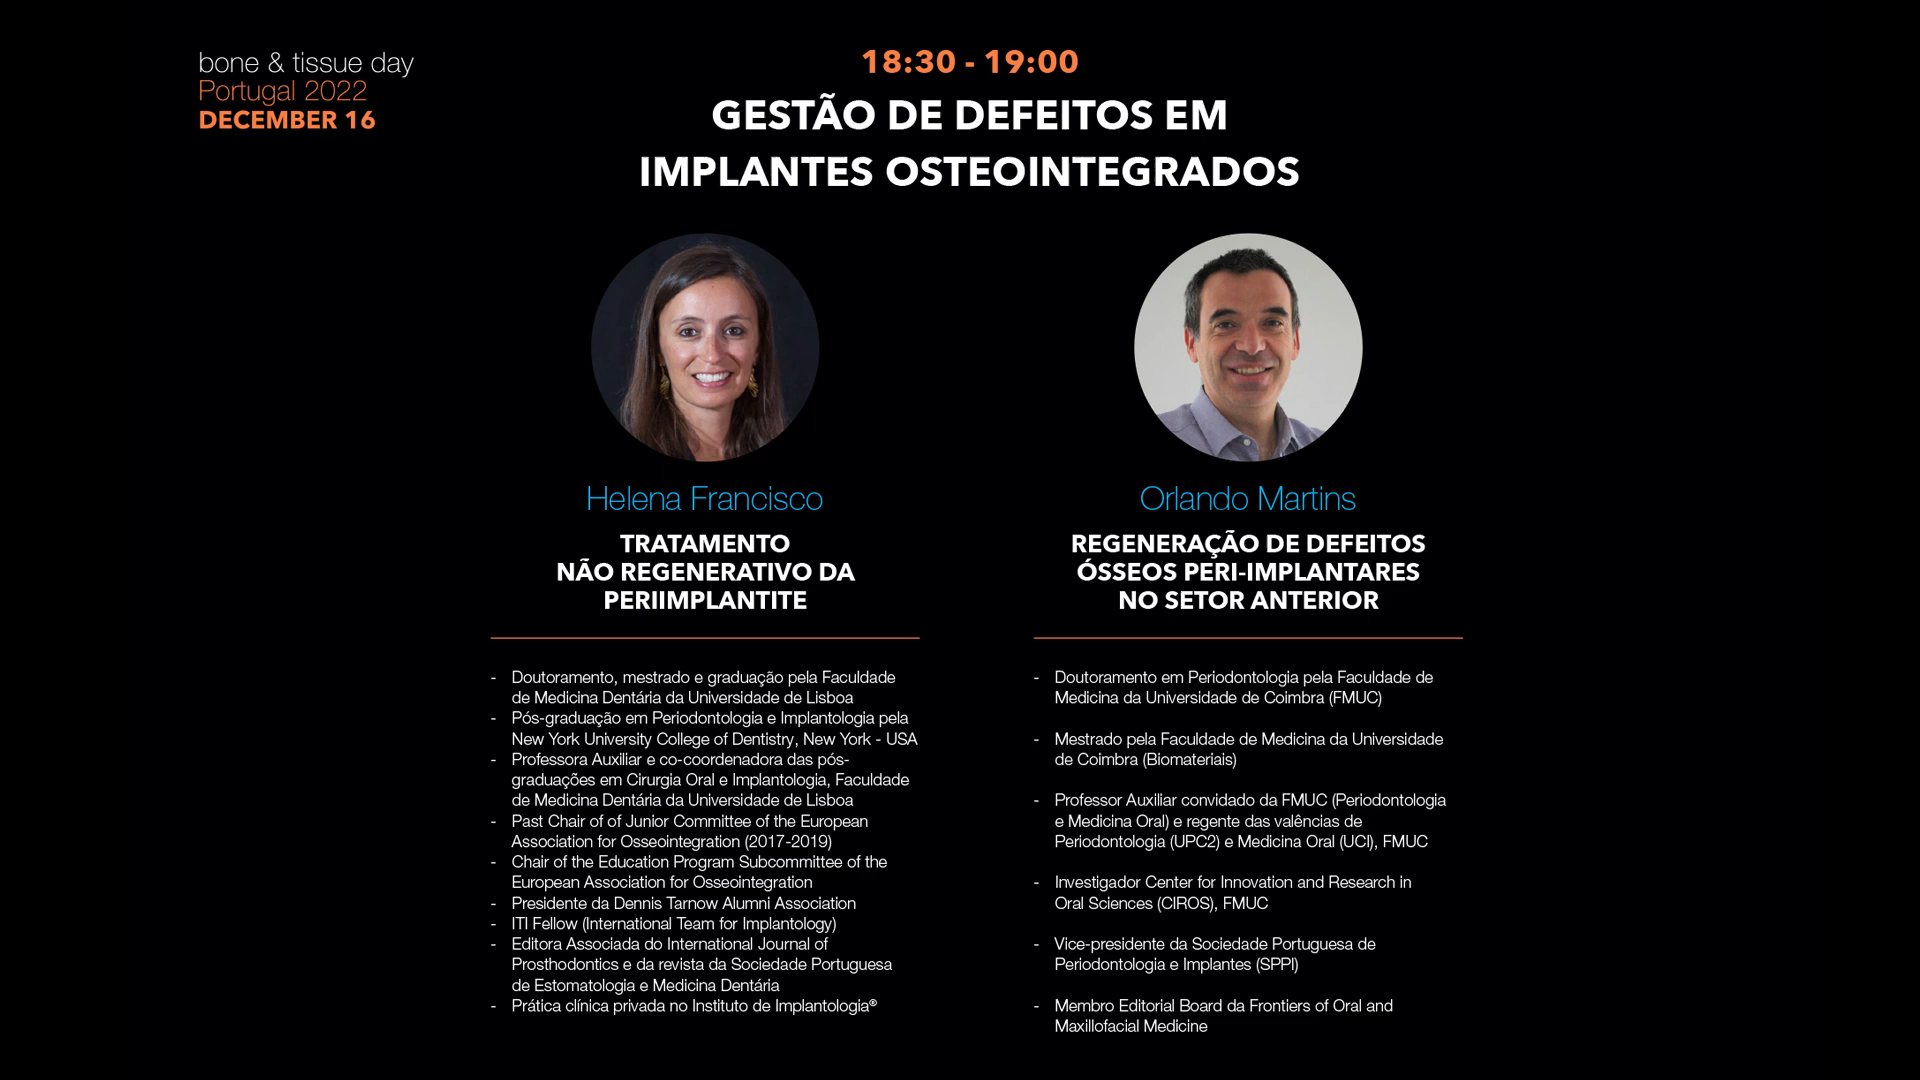 bone & tissue day
Portugal 2022
DECEMBER 16
18:30 - 19:00
GESTÃO DE DEFEITOS EM
IMPLANTES OSTEOINTEGRADOS
Helena Francisco
TRATAMENTO
NÃO REGENERATIVO DA
PERIIMPLANTITE
- Doutoramento, mestrado e graduação pela Faculdade
de Medicina Dentária da Universidade de Lisboa
- Pós-graduação em Periodontologia e Implantologia pela
New York University College of Dentistry, New York - USA
- Professora Auxiliar e co-coordenadora das pós-
graduações em Cirurgia Oral e Implantologia, Faculdade
de Medicina Dentária da Universidade de Lisboa
- Past Chair of of Junior Committee of the European
Association for Osseointegration (2017-2019)
- Chair of the Education Program Subcommittee of the
European Association for Osseointegration
- Presidente da Dennis Tarnow Alumni Association
- ITI Fellow (International Team for Implantology)
- Editora Associada do International Journal of
Prosthodontics e da revista da Sociedade Portuguesa
de Estomatologia e Medicina Dentária
- Prática clínica privada no Instituto de Implantologia®
Orlando Martins
REGENERAÇÃO DE DEFEITOS
ÓSSEOS PERI-IMPLANTARES
NO SETOR ANTERIOR
- Doutoramento em Periodontologia pela Faculdade de
Medicina da Universidade de Coimbra (FMUC)
- Mestrado pela Faculdade de Medicina da Universidade
de Coimbra (Biomateriais)
- Professor Auxiliar convidado da FMUC (Periodontologia
e Medicina Oral) e regente das valências de
Periodontologia (UPC2) e Medicina Oral (UCI), FMUC
- Investigador Center for Innovation and Research in
Oral Sciences (CIROS), FMUC
- Vice-presidente da Sociedade Portuguesa de
Periodontologia e Implantes (SPPI)
- Membro Editorial Board da Frontiers of Oral and
Maxillofacial Medicine